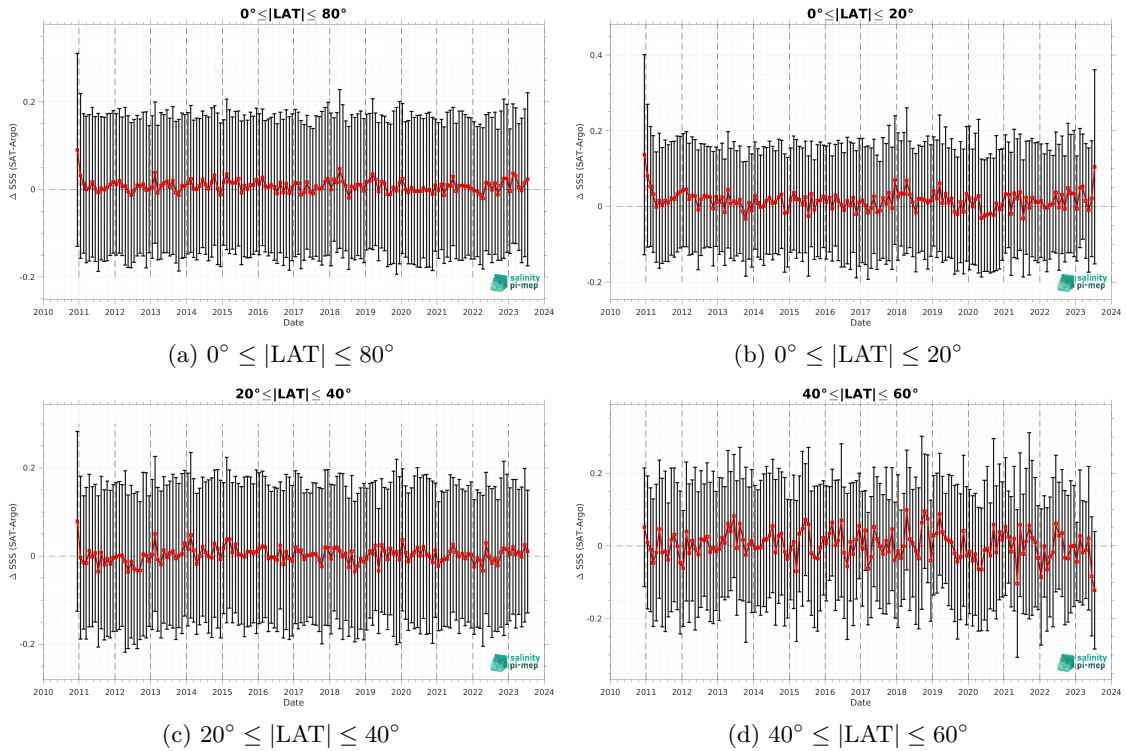 0°≤|LAT|≤ 80°
Δ SSS (SAT-Argo)
0.2
0
-0.2
2010 2011 2012 2013 2014 2015 2016 2017 2018 2019 2020 2021 2022 2023 2024
Date
salinity
pi-mep
(a) 0° ≤ |LAT| ≤ 80°
0°≤|LAT|≤ 20°
Δ SSS (SAT-Argo)
0.4
0.2
0
-0.2
2010 2011 2012 2013 2014 2015 2016 2017 2018 2019 2020 2021 2022 2023 2024
Date
salinity
pi-mep
(b) 0° ≤ |LAT| ≤ 20°
20°≤|LAT|≤ 40°
Δ SSS (SAT-Argo)
0.2
0
-0.2
2010 2011 2012 2013 2014 2015 2016 2017 2018 2019 2020 2021 2022 2023 2024
Date
salinity
pi-mep
(c) 20° ≤ |LAT| ≤ 40°
40°≤|LAT|≤ 60°
Δ SSS (SAT-Argo)
0.2
0
-0.2
2010 2011 2012 2013 2014 2015 2016 2017 2018 2019 2020 2021 2022 2023 2024
Date
salinity
pi-mep
(d) 40° ≤ |LAT| ≤ 60°